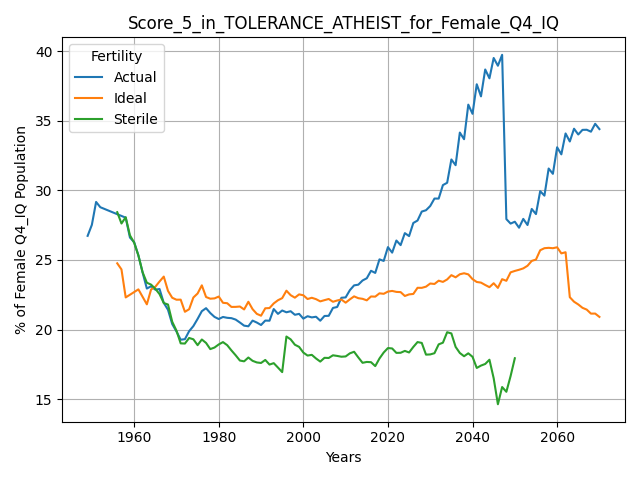 Score_5_in_TOLERANCE_ATHEIST_for_Female_Q4_IQ
Fertility
Actual
Ideal
Sterile
% of Female Q4_IQ Population
40
35
30
25
20
15
1960
1980
2000
2020
2040
2060
Years